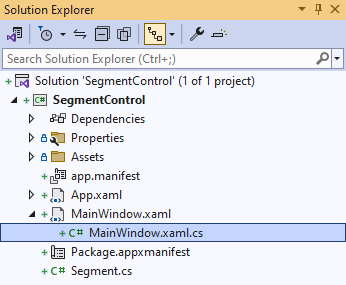 Solution Explorer
Search Solution Explorer (Ctrl+;)
Solution 'SegmentControl' (1 of 1 project)
C# SegmentControl
Dependencies
Properties
Assets
app.manifest
App.xaml
MainWindow.xaml
C# MainWindow.xaml.cs
Package.appxmanifest
C# Segment.cs